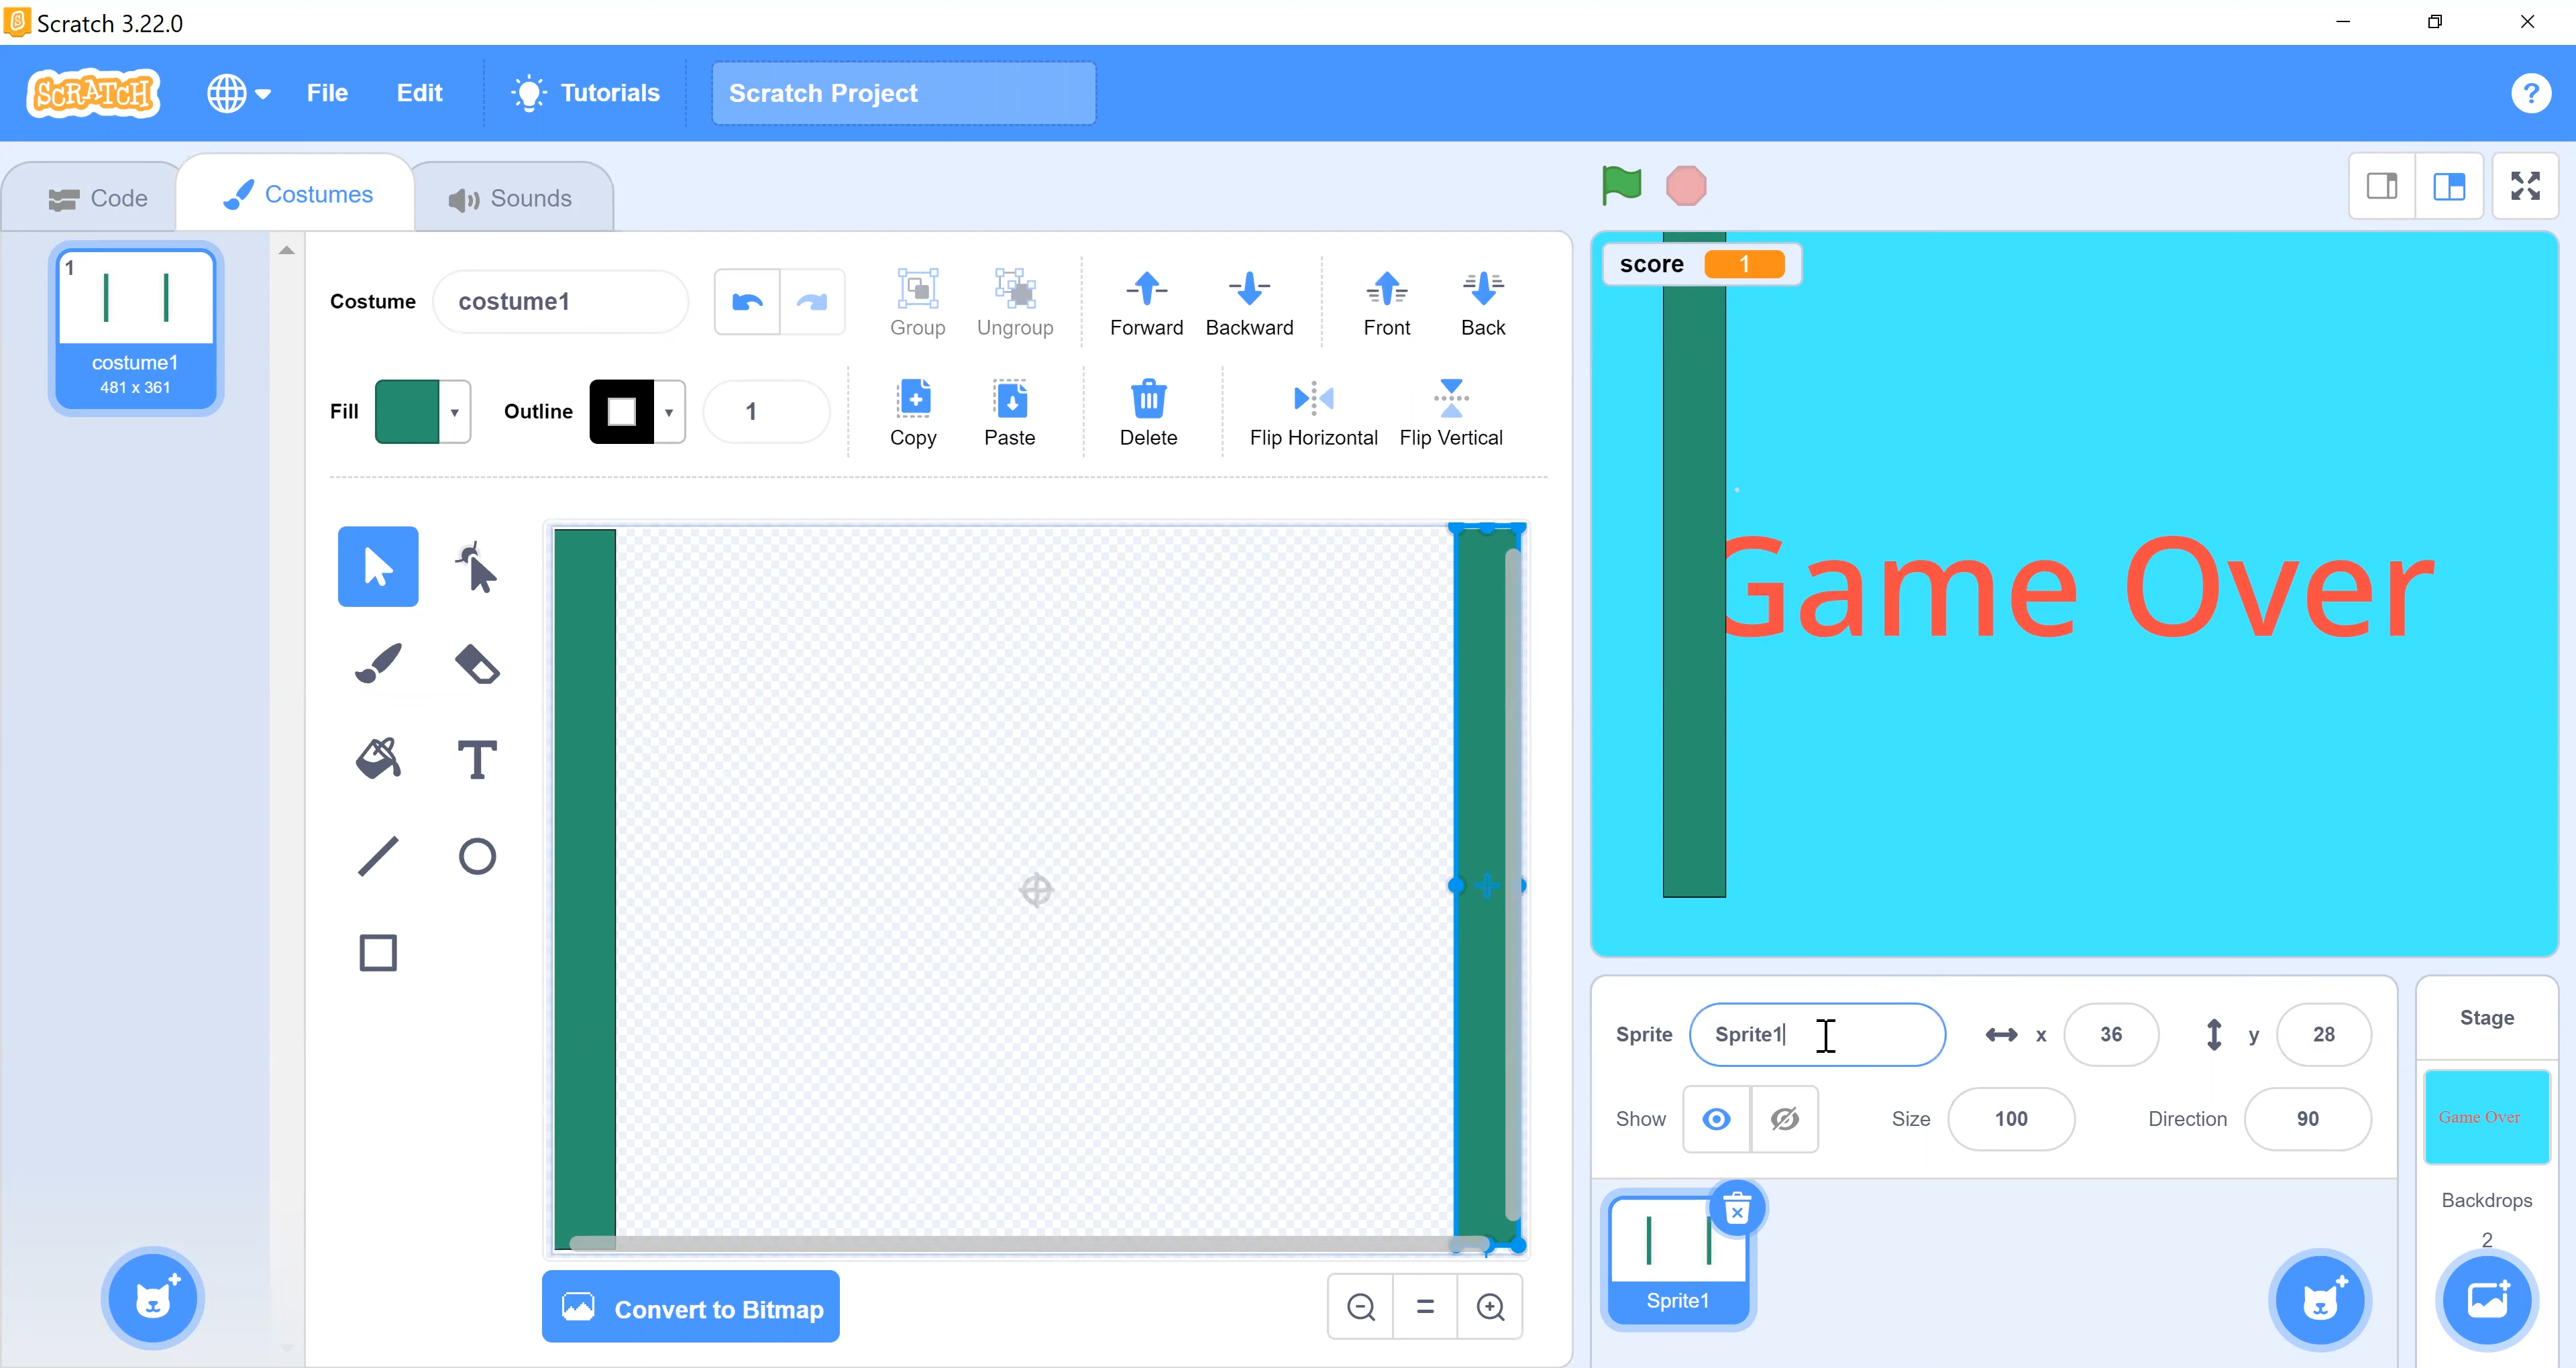 Scratch 3.22.0
SCRATCH
File
Edit
Tutorials
Scratch Project
?
Code
Costumes
Sounds
1
costume1
481 x 361
Costume
costume1
Group
Ungroup
Forward
Backward
Front
Back
Fill
Outline
1
Copy
Paste
Delete
Flip Horizontal
Flip Vertical
T
Convert to Bitmap
score 1
Game Over
Sprite
Sprite1
x
36
y
28
Show
Size
100
Direction
90
Sprite1
Stage
Game Over
Backdrops
2